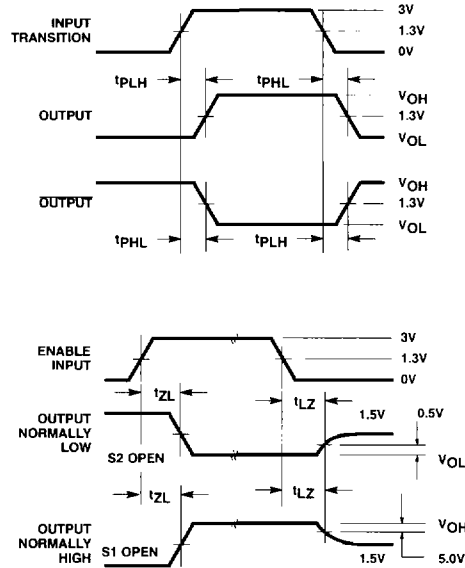 INPUT
TRANSITION
3V
1.3V
0V
tPLH
tPHL
OUTPUT
VOH
1.3V
VOL
OUTPUT
VOH
1.3V
VOL
tPHL
tPLH
ENABLE
INPUT
3V
1.3V
0V
tZL
tLZ
OUTPUT
NORMALLY
LOW
S2 OPEN
1.5V
0.5V
VOL
tZL
tLZ
OUTPUT
NORMALLY
HIGH
S1 OPEN
VOH
1.5V
5.0V